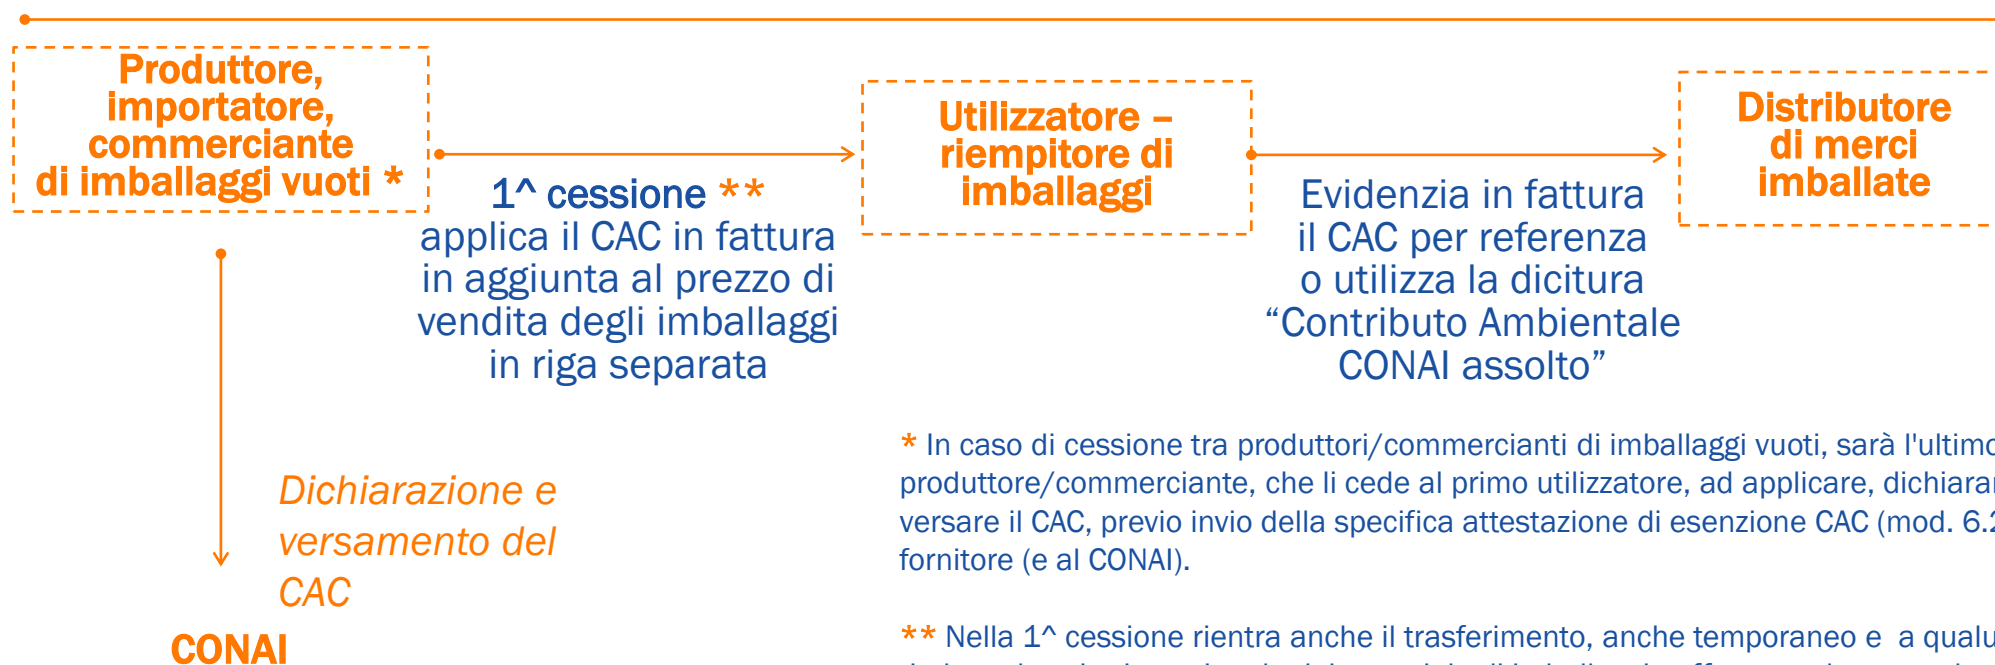 Produttore,
importatore,
commerciante
di imballaggi vuoti *
1^ cessione **
applica il CAC in fattura
in aggiunta al prezzo di
vendita degli imballaggi
in riga separata
Utilizzatore –
riempitore di
imballaggi
Evidenzia in fattura
il CAC per referenza
o utilizza la dicitura
“Contributo Ambientale
CONAI assolto”
Distributore
di merci
imballate
Dichiarazione e
versamento del
CAC
CONAI
* In caso di cessione tra produttori/commercianti di imballaggi vuoti, sarà l'ultimo
produttore/commerciante, che li cede al primo utilizzatore, ad applicare,
versare il CAC, previo invio della specifica attestazione di esenzione CAC (mod.
fornitore (e al CONAI).
** Nella 1^ cessione rientra anche il trasferimento, anche temporaneo e a